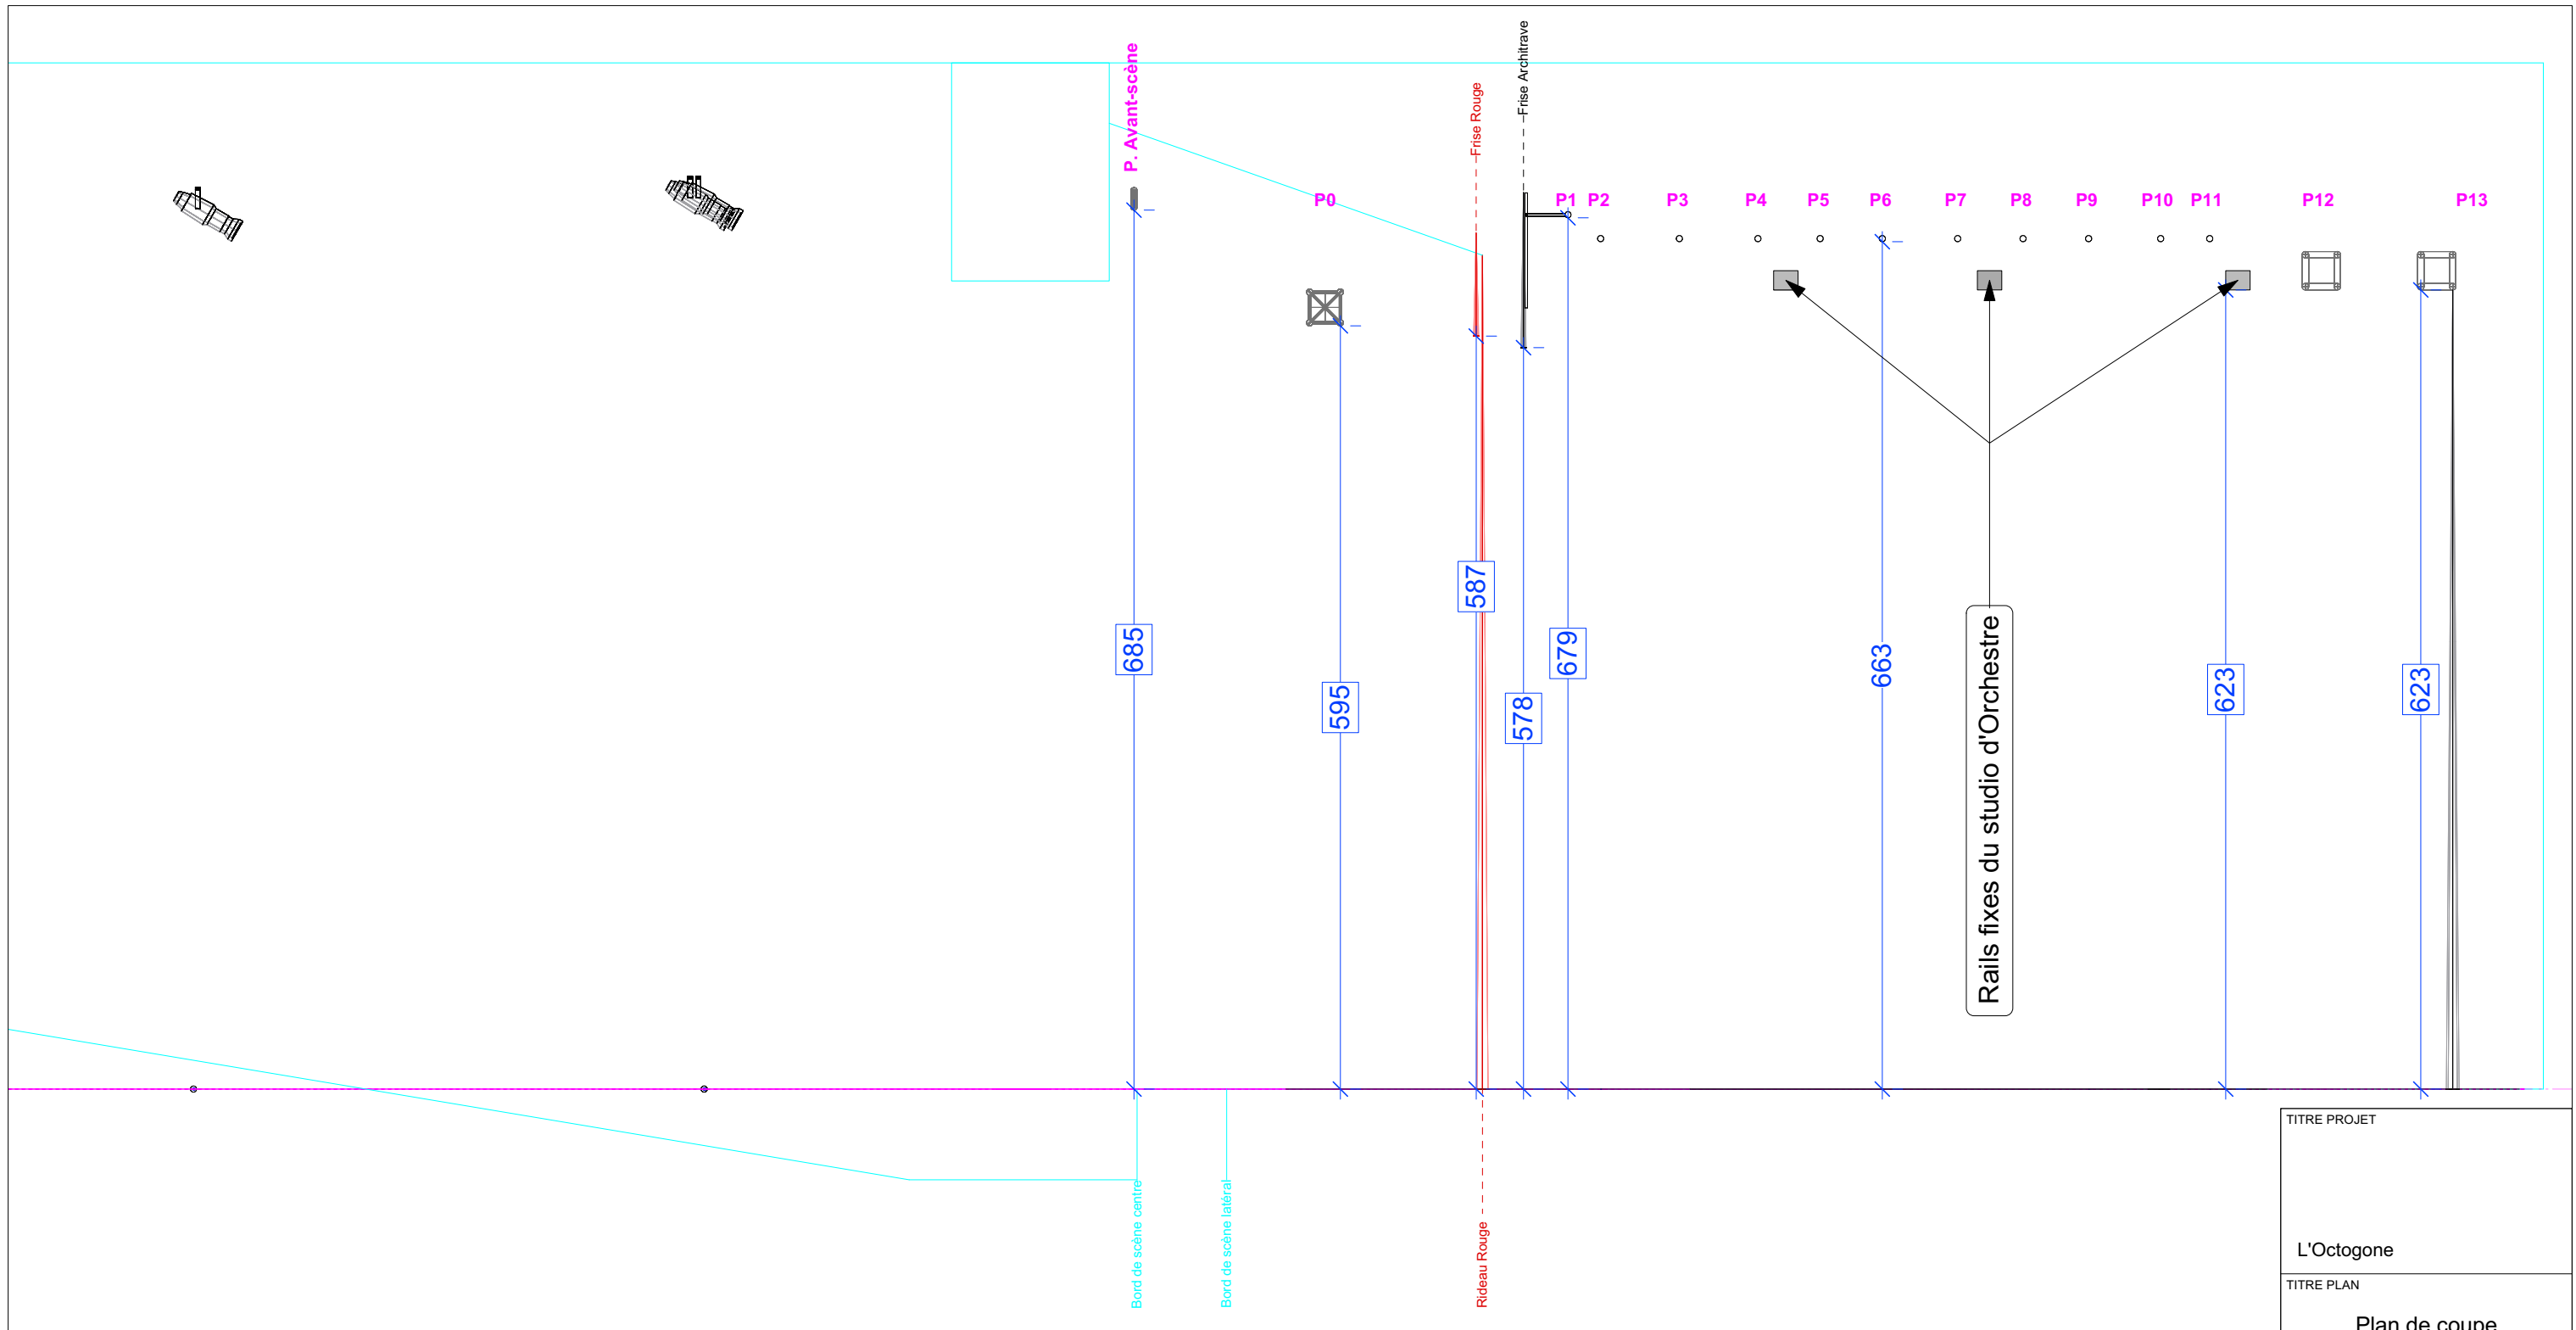 P. Avant-scène
Frise Rouge
Frise Architrave
P0
P1
P2
P3
P4
P5
P6
P7
P8
P9
P10
P11
P12
P13
685
595
587
578
679
663
623
623
Rails fixes du studio d'Orchestre
Bord de scène centre
Bord de scène latéral
Rideau Rouge
TITRE PROJET
L'Octogone
TITRE PLAN
Plan de coupe